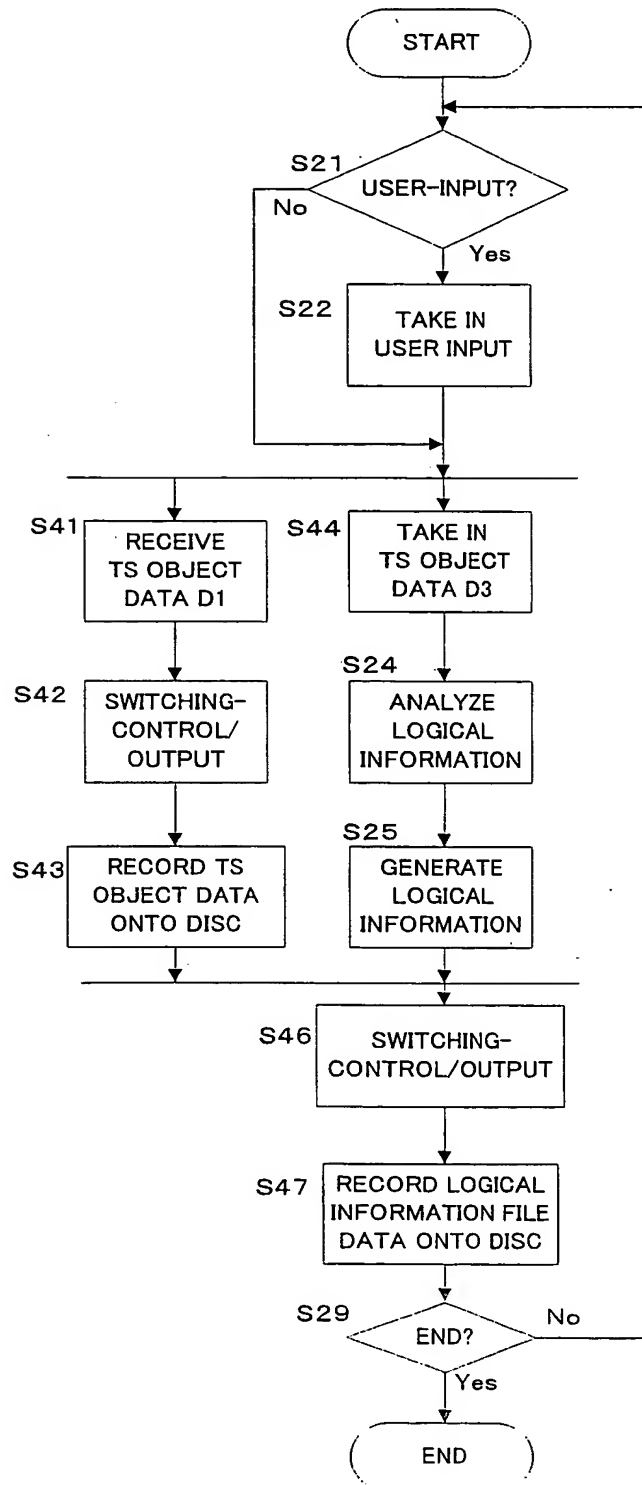 START
S21
USER-INPUT?
No
Yes
S22
TAKE IN
USER INPUT
S41
RECEIVE
TS OBJECT
DATA D1
S44
TAKE IN
TS OBJECT
DATA D3
S42
SWITCHING-
CONTROL/
OUTPUT
S24
ANALYZE
LOGICAL
INFORMATION
S43
RECORD TS
OBJECT DATA
ONTO DISC
S25
GENERATE
LOGICAL
INFORMATION
S46
SWITCHING-
CONTROL/OUTPUT
S47
RECORD LOGICAL
INFORMATION FILE
DATA ONTO DISC
S29
END?
No
Yes
END